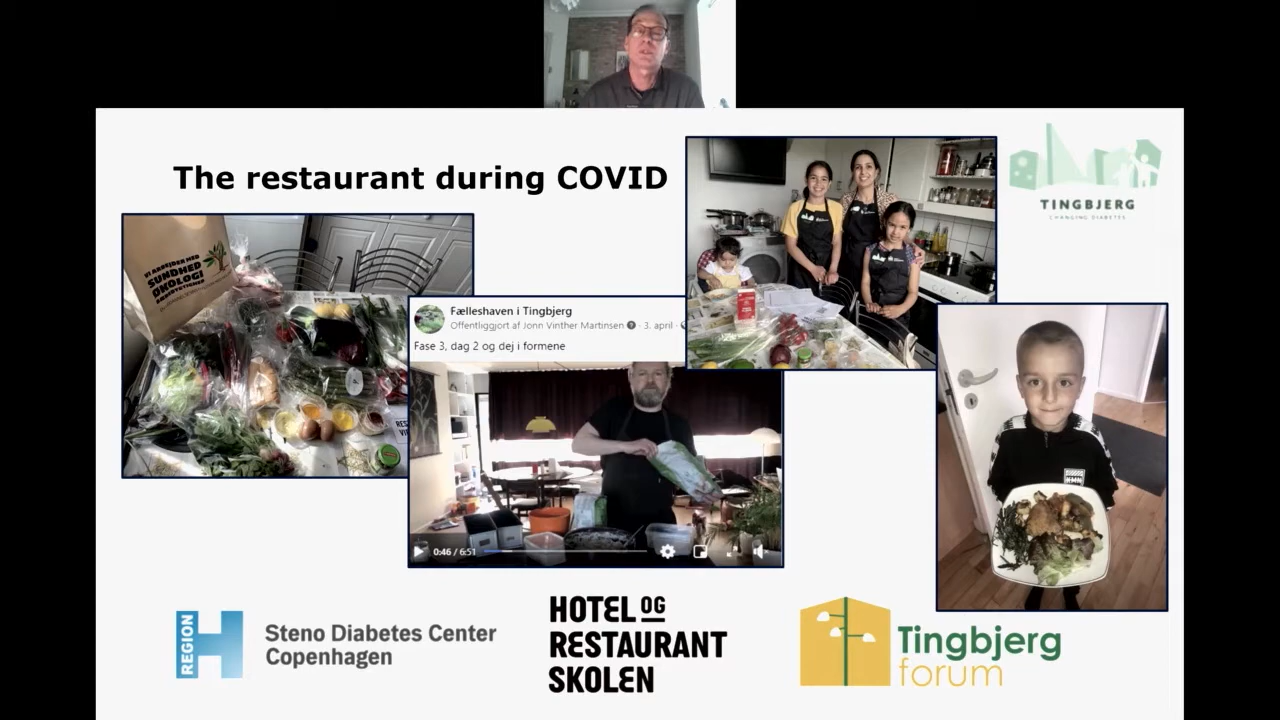 The restaurant during COVID
TINGBJERG
CHANGING DIABETES
VI ARBEJDER MED
SUNDHED
ØKOLOGI
Fælleshaven i Tingbjerg
Offentliggjort af Jonn Vinther Martinsen · 3. april ·
Fase 3, dag 2 og dej i formene
0:46 / 6:51
HMN
REGION
H
Steno Diabetes Center
Copenhagen
HOTEL OG
RESTAURANT
SKOLEN
Tingbjerg
forum